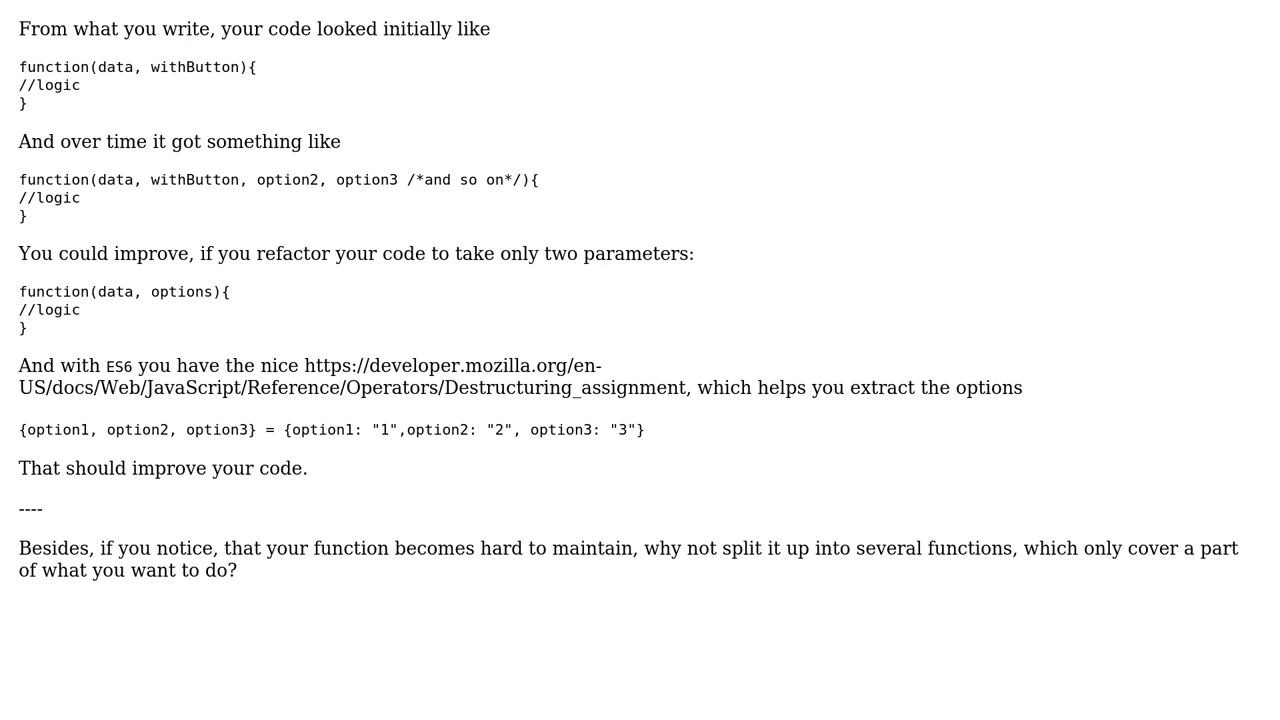 From what you write, your code looked initially like
function(data, withButton){
//logic
}
And over time it got something like
function(data, withButton, option2, option3 /*and so on*/){
//logic
}
You could improve, if you refactor your code to take only two parameters:
function(data, options){
//logic
}
And with ES6 you have the nice https://developer.mozilla.org/en-
US/docs/Web/JavaScript/Reference/Operators/Destructuring_assignment, which helps you extract the options
{option1, option2, option3} = {option1: "1",option2: "2", option3: "3"}
That should improve your code.
----
Besides, if you notice, that your function becomes hard to maintain, why not split it up into several functions, which only cover a part
of what you want to do?